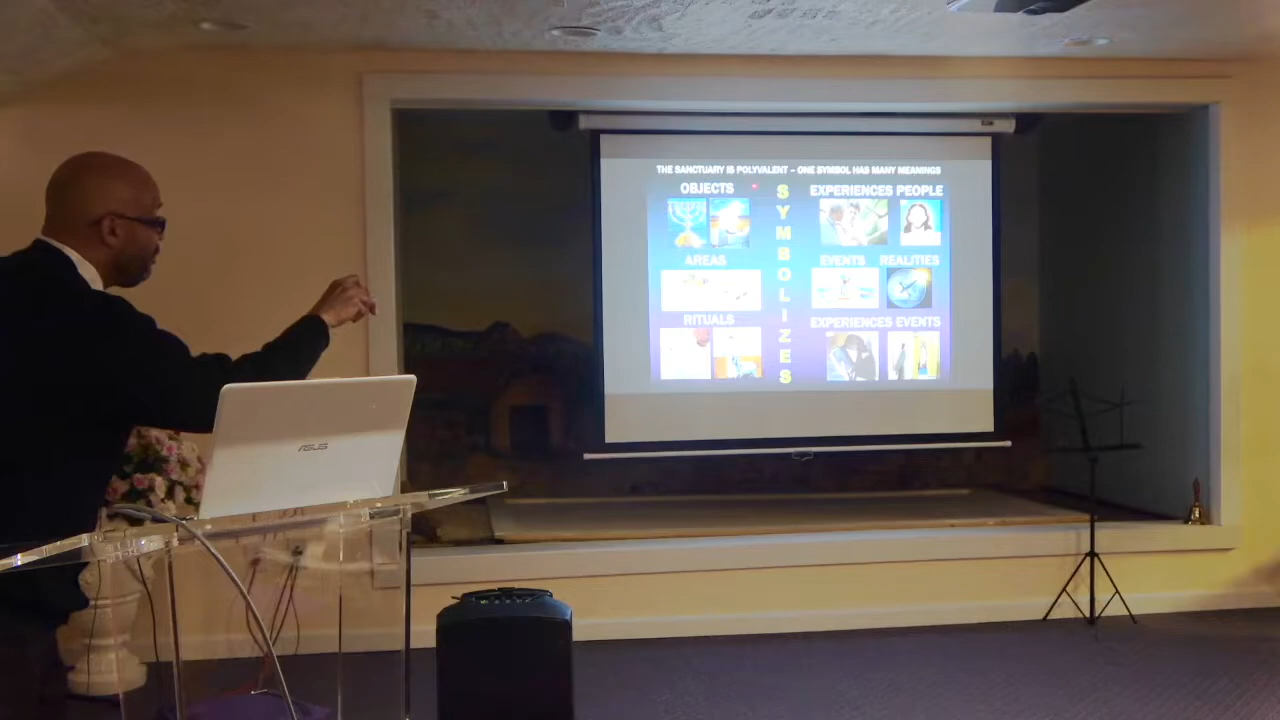 THE SANCTUARY IS POLYVALENT – ONE SYMBOL HAS MANY MEANINGS
OBJECTS
EXPERIENCES PEOPLE
SYMBOLIZES
AREAS
EVENTS REALITIES
RITUALS
EXPERIENCES EVENTS
ASUS